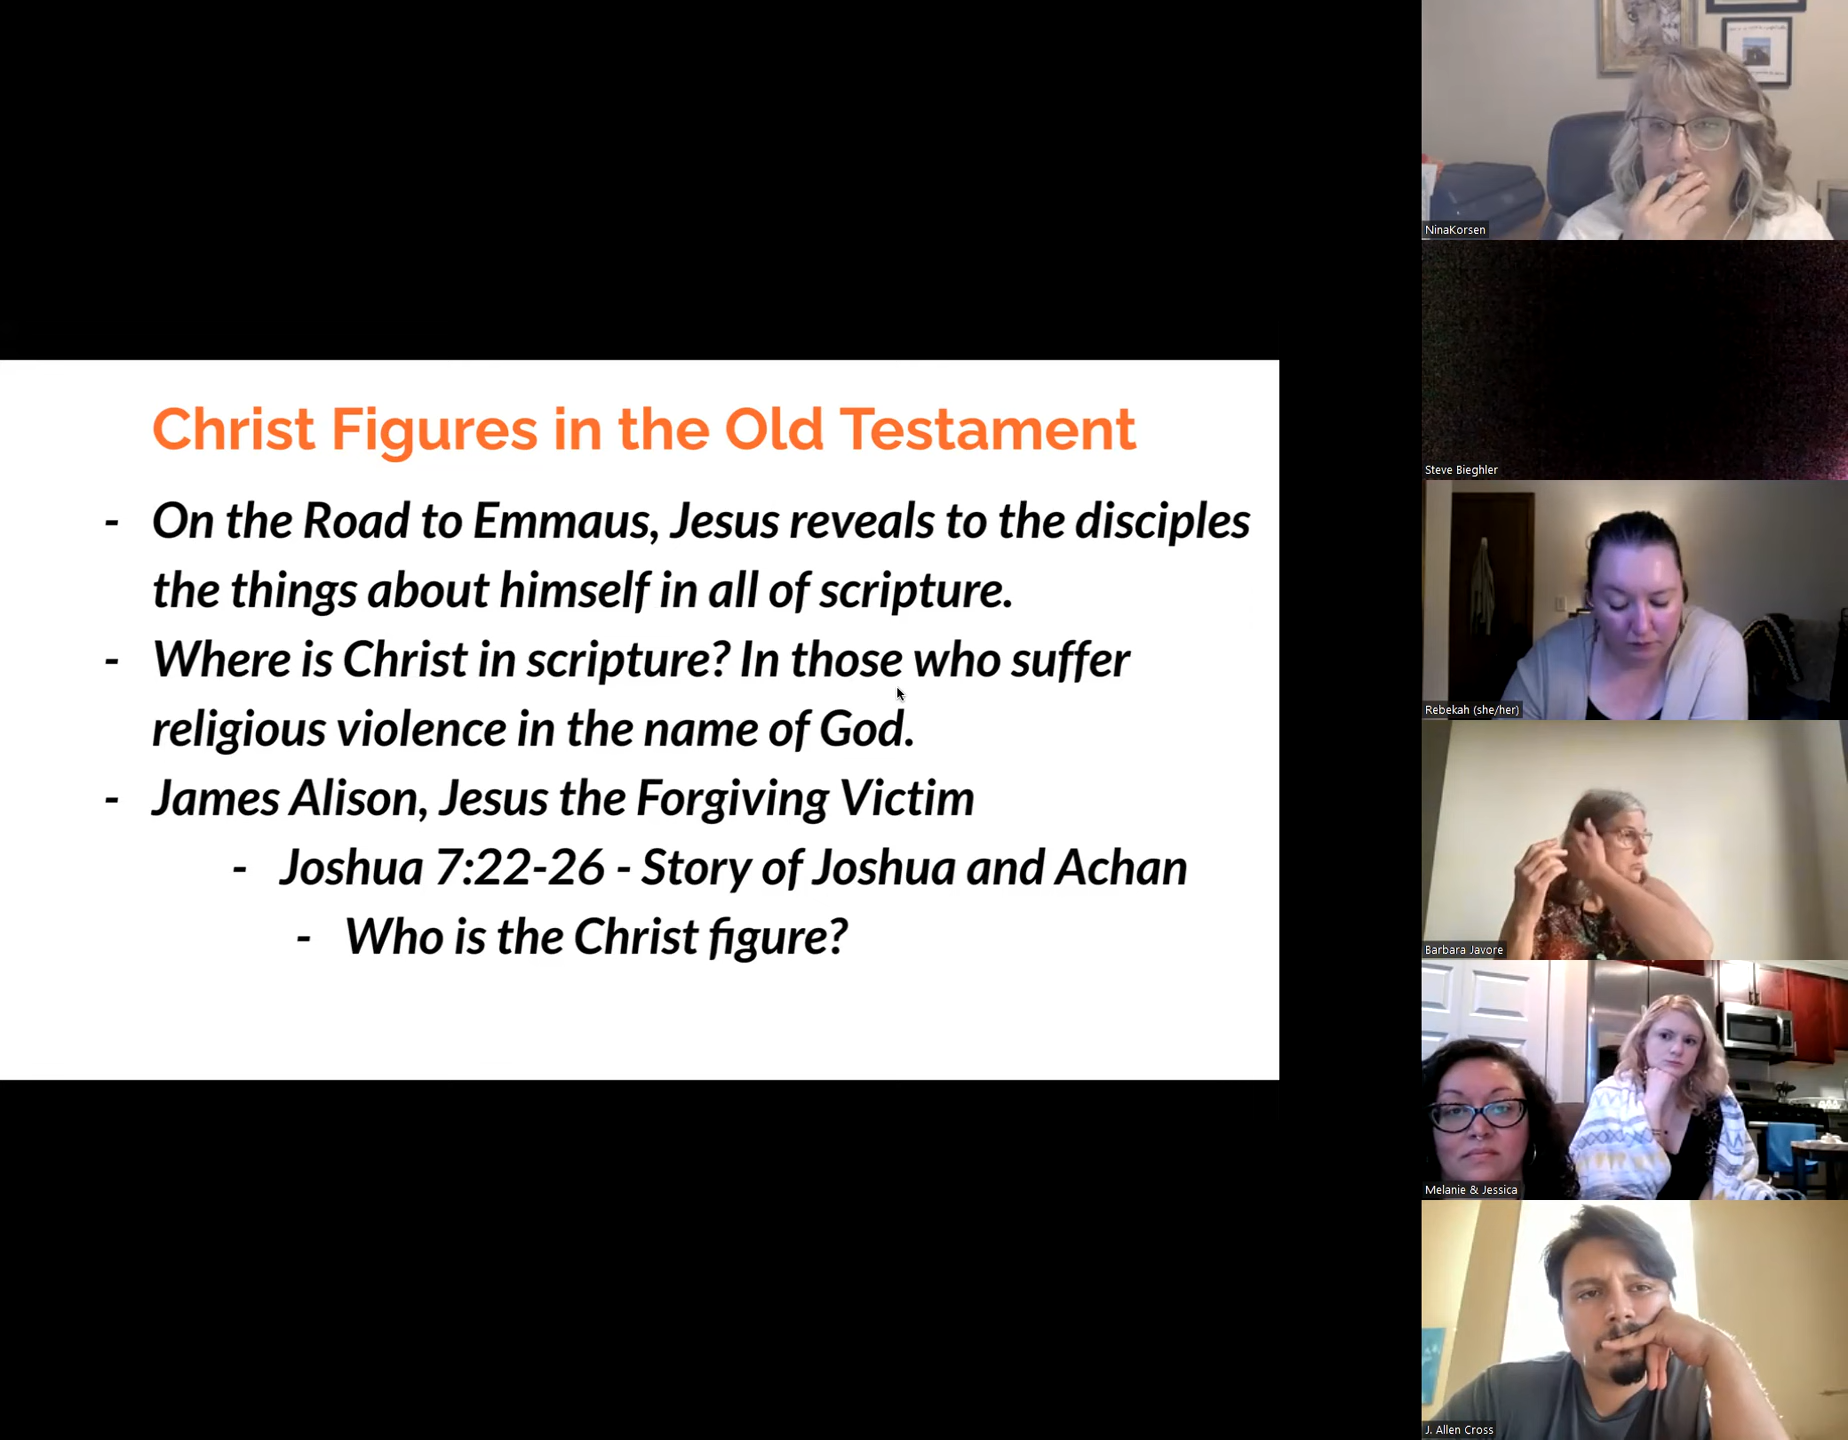 Christ Figures in the Old Testament
- On the Road to Emmaus, Jesus reveals to the disciples
the things about himself in all of scripture.
- Where is Christ in scripture? In those who suffer
religious violence in the name of God.
- James Alison, Jesus the Forgiving Victim
- Joshua 7:22-26 - Story of Joshua and Achan
- Who is the Christ figure?
NinaKorsen
Steve Bieghler
Rebekah (she/her)
Barbara Javore
Melanie & Jessica
J. Allen Cross